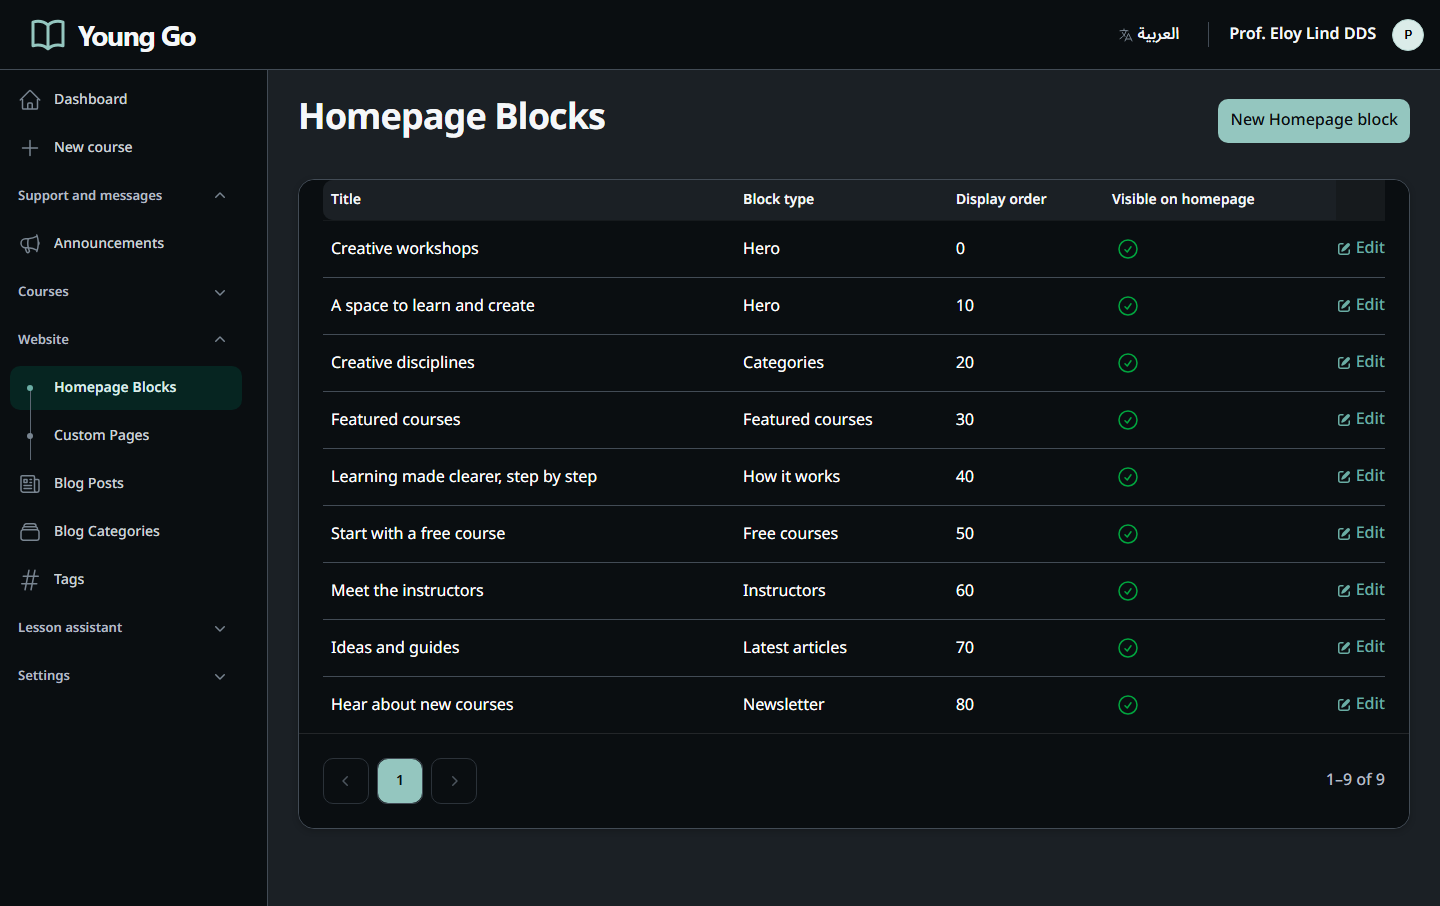 Young Go
العربية
Prof. Eloy Lind DDS
P
Dashboard
New course
Support and messages
Announcements
Courses
Website
Homepage Blocks
Custom Pages
Blog Posts
Blog Categories
Tags
Lesson assistant
Settings
Homepage Blocks
New Homepage block
Title Block type Display order Visible on homepage
Creative workshops Hero 0 Edit
A space to learn and create Hero 10 Edit
Creative disciplines Categories 20 Edit
Featured courses Featured courses 30 Edit
Learning made clearer, step by step How it works 40 Edit
Start with a free course Free courses 50 Edit
Meet the instructors Instructors 60 Edit
Ideas and guides Latest articles 70 Edit
Hear about new courses Newsletter 80 Edit
1
1–9 of 9